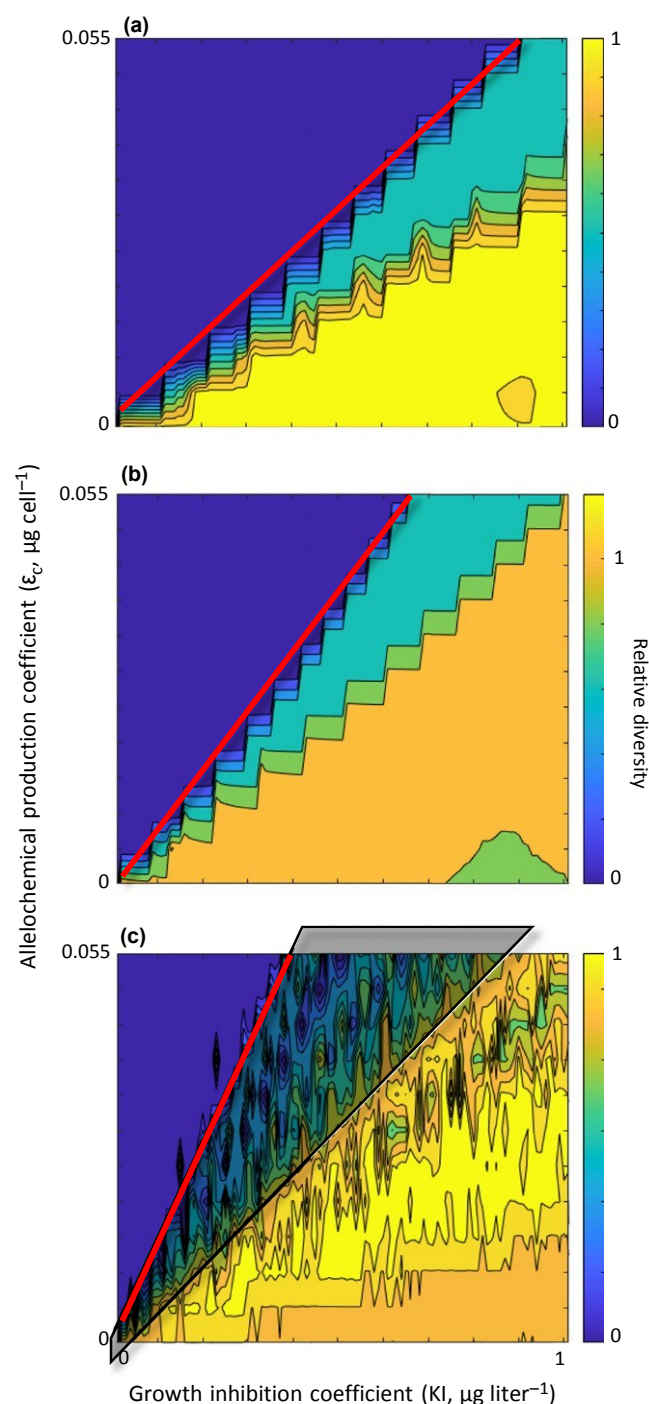 (a)
0.055
1
0
0
(b)
0.055
1
0
0
Allelochemical production coefficient (εc, µg cell−1)
Relative diversity
(c)
0.055
1
0
0
0
1
Growth inhibition coefficient (KI, µg liter−1)